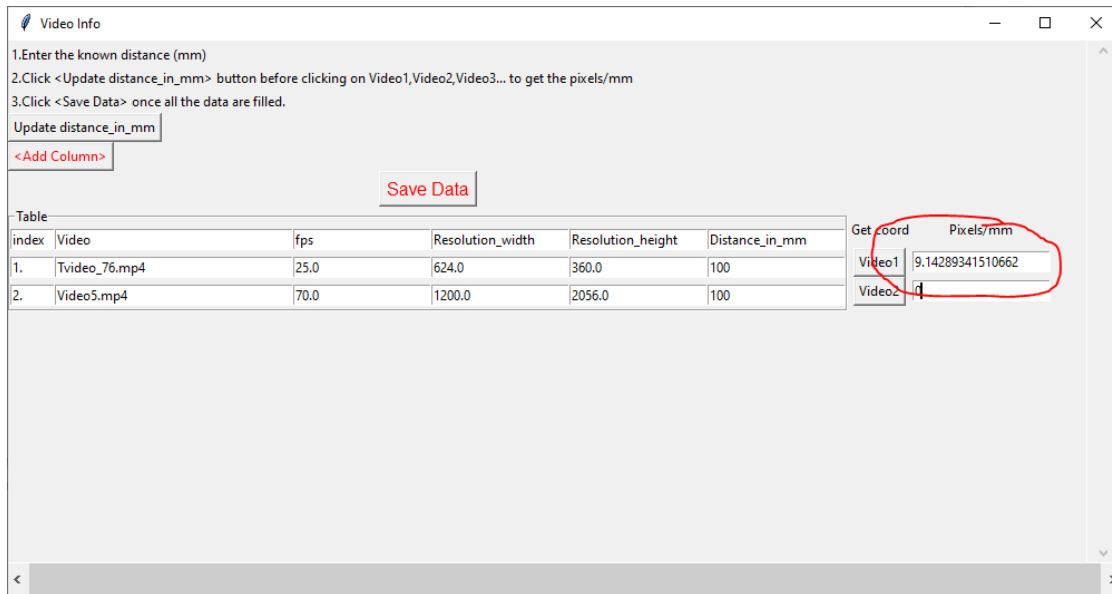 Video Info
1.Enter the known distance (mm)
2.Click <Update distance_in_mm> button before clicking on Video1,Video2,Video3... to get the pixels/mm
3.Click <Save Data> once all the data are filled.
Update distance_in_mm
<Add Column>
Save Data
Table
Get coord Pixels/mm
index Video fps Resolution_width Resolution_height Distance_in_mm
1. Tvideo_76.mp4 25.0 624.0 360.0 100 Video1 9.14289341510662
2. Video5.mp4 70.0 1200.0 2056.0 100 Video2 0